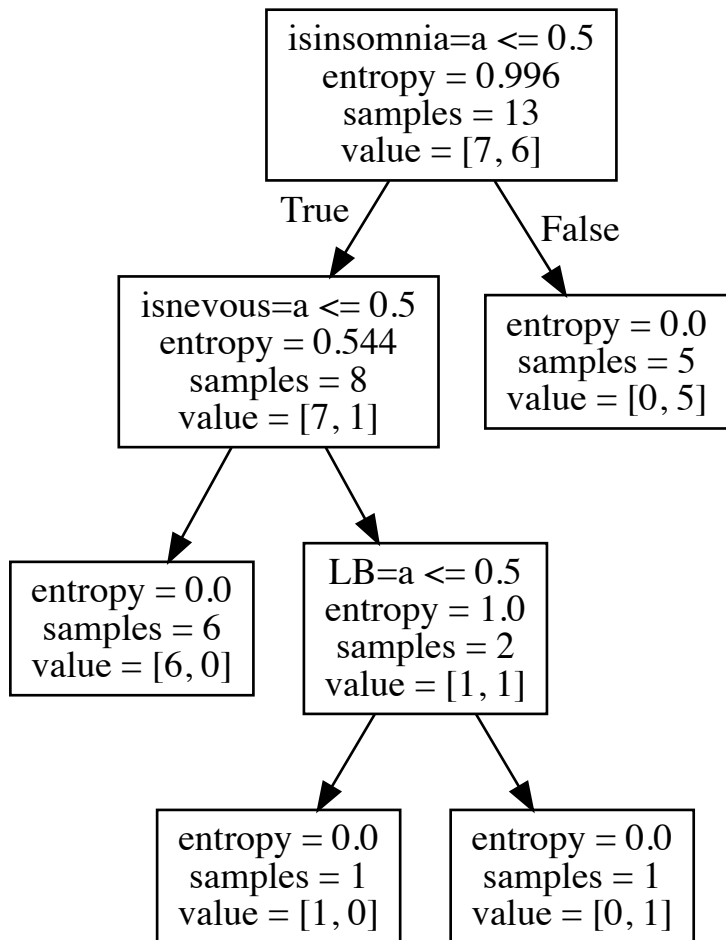 isinsomnia=a <= 0.5
entropy = 0.996
samples = 13
value = [7, 6]
True
False
isnevous=a <= 0.5
entropy = 0.544
samples = 8
value = [7, 1]
entropy = 0.0
samples = 5
value = [0, 5]
entropy = 0.0
samples = 6
value = [6, 0]
LB=a <= 0.5
entropy = 1.0
samples = 2
value = [1, 1]
entropy = 0.0
samples = 1
value = [1, 0]
entropy = 0.0
samples = 1
value = [0, 1]